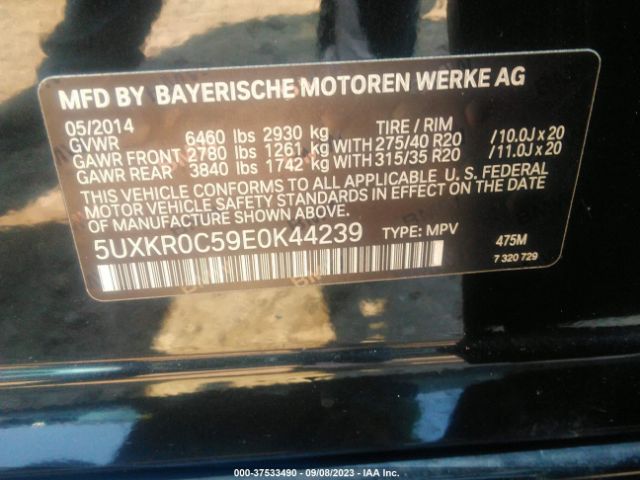 MFD BY BAYERISCHE MOTOREN WERKE AG
05/2014 TIRE / RIM
GVWR 6460 lbs 2930 kg
GAWR FRONT 2780 lbs 1261 kg WITH 275/40 R20 /10.0J x 20
GAWR REAR 3840 lbs 1742 kg WITH 315/35 R20 /11.0J x 20
THIS VEHICLE CONFORMS TO ALL APPLICABLE U. S. FEDERAL
MOTOR VEHICLE SAFETY STANDARDS IN EFFECT ON THE
DATE OF MANUFACTURE SHOWN ABOVE.
5UXKR0C59E0K44239 TYPE: MPV 475M
7 320 729
000-37533490 - 09/08/2023 - IAA Inc.